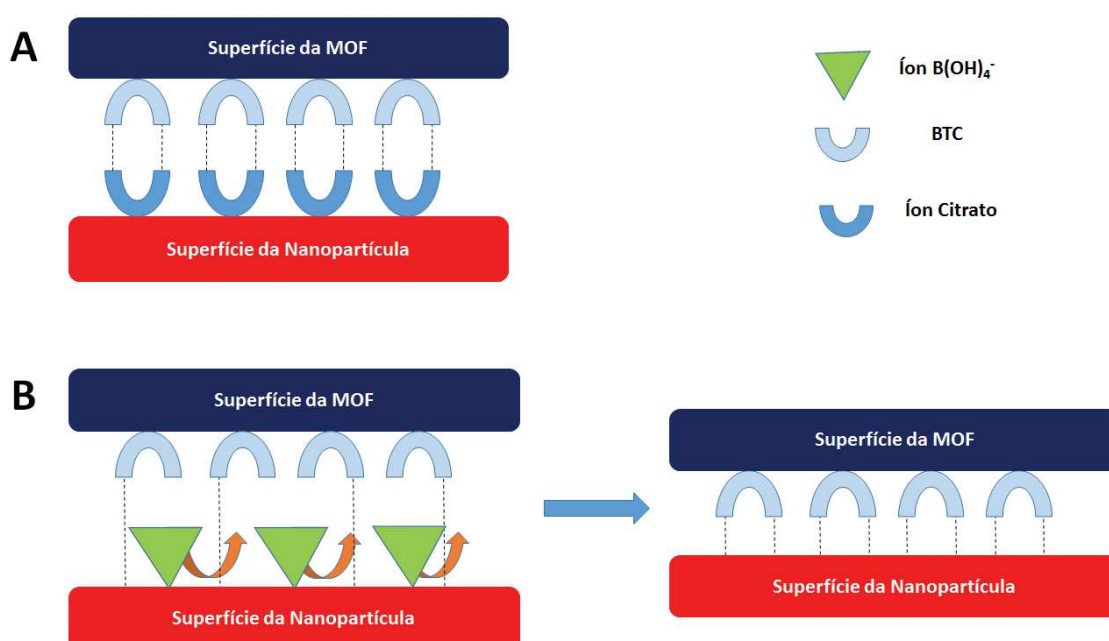 A
Superfície da MOF
Superfície da Nanopartícula
Íon B(OH)₄⁻
BTC
Íon Citrato
B
Superfície da MOF
Superfície da Nanopartícula
Superfície da MOF
Superfície da Nanopartícula